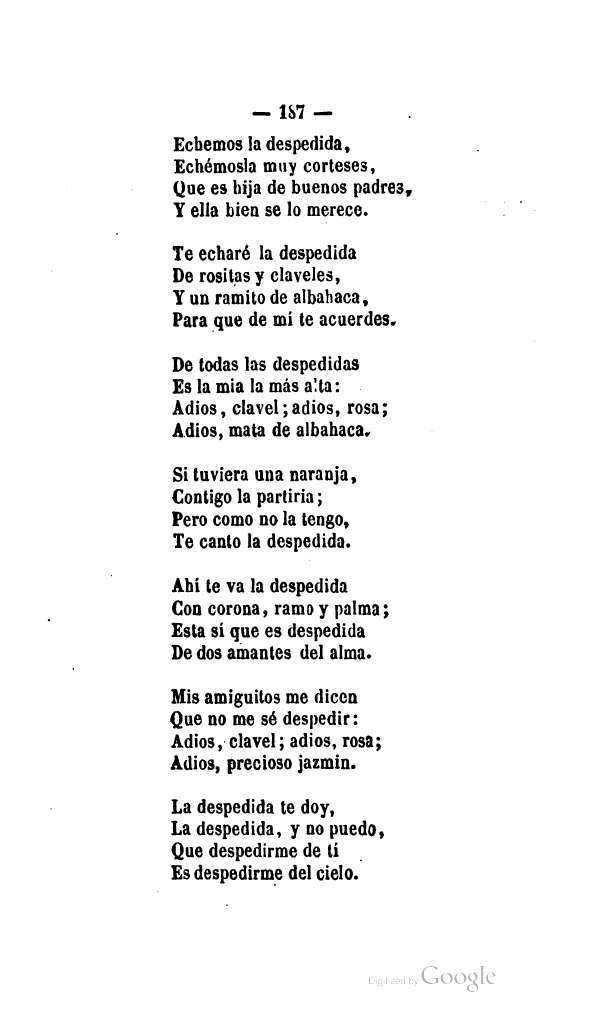 — 187 —
Echemos la despedida,
Echémosla muy corteses,
Que es hija de buenos padres,
Y ella bien se lo merece.

Te echaré la despedida
De rositas y claveles,
Y un ramito de albahaca,
Para que de mí te acuerdes.

De todas las despedidas
Es la mia la más alta:
Adios, clavel; adios, rosa;
Adios, mata de albahaca.

Si tuviera una naranja,
Contigo la partiria;
Pero como no la tengo,
Te canto la despedida.

Ahí te va la despedida
Con corona, ramo y palma;
Esta sí que es despedida
De dos amantes del alma.

Mis amiguitos me dicen
Que no me sé despedir:
Adios, clavel; adios, rosa;
Adios, precioso jazmin.

La despedida te doy,
La despedida, y no puedo,
Que despedirme de tí
Es despedirme del cielo.

Digitized by Google